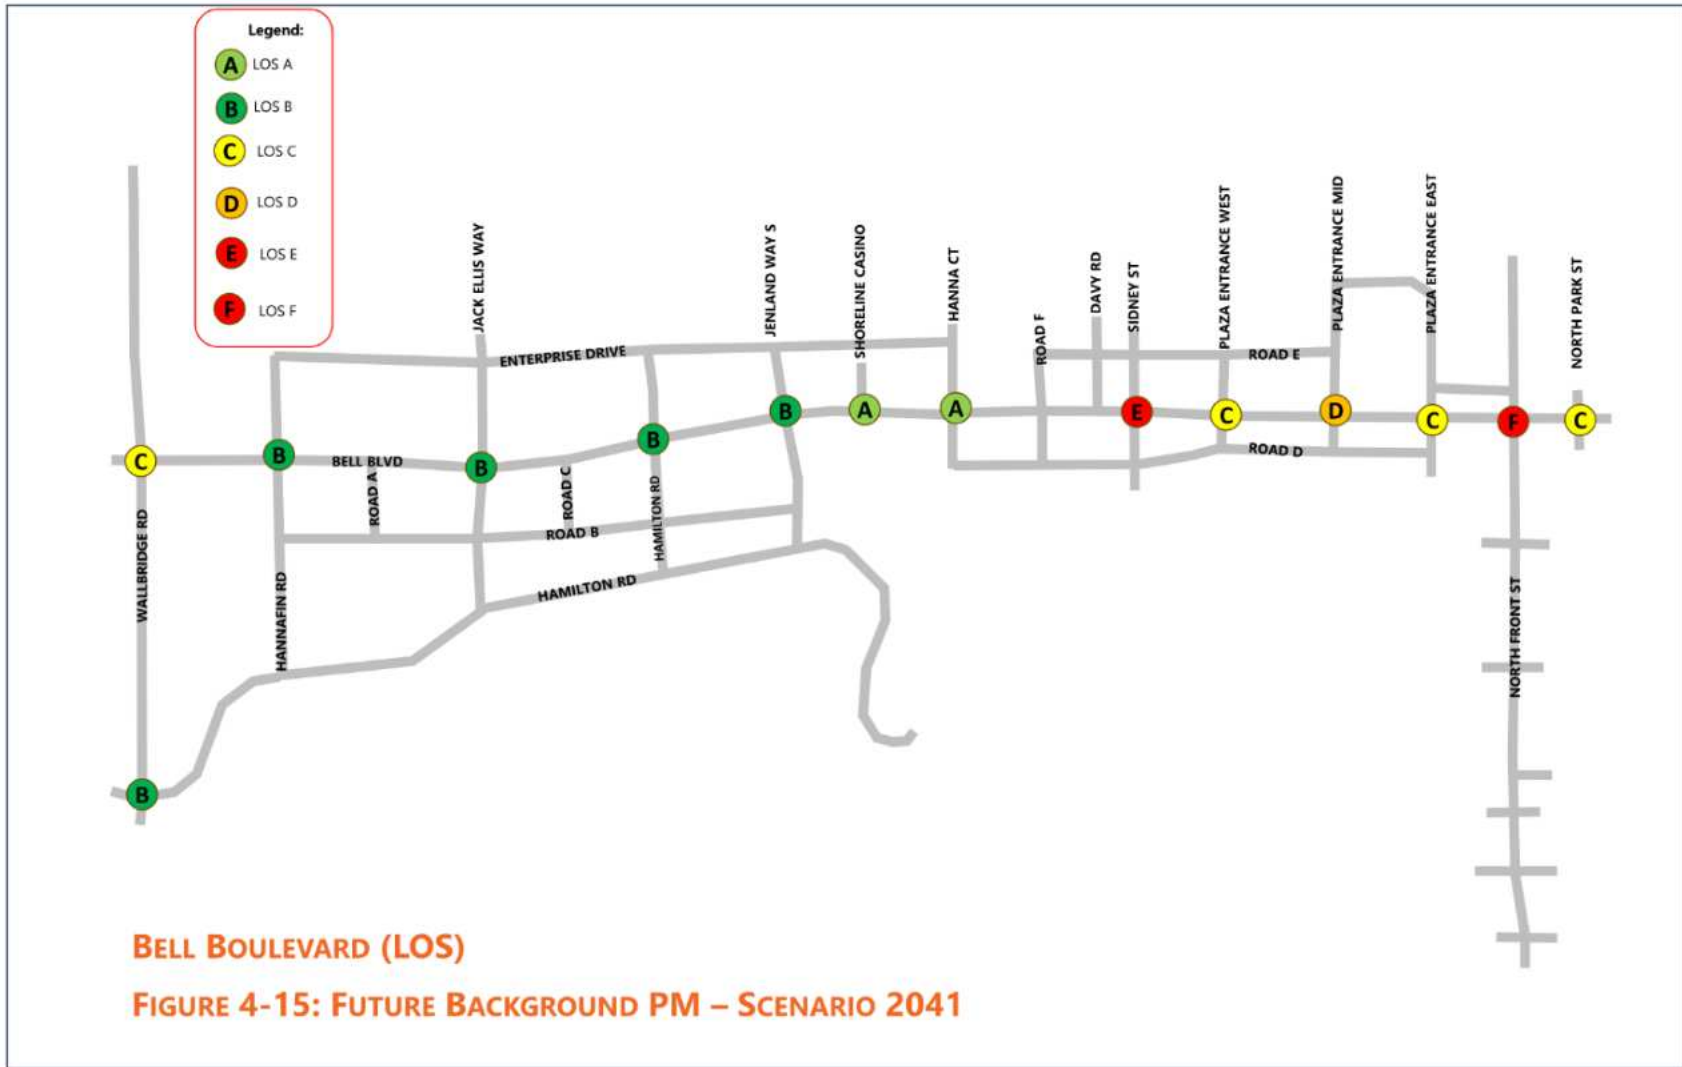 Legend:
A LOS A
B LOS B
C LOS C
D LOS D
E LOS E
F LOS F
JACK ELLIS WAY
JENLAND WAY S
SHORELINE CASINO
HANNA CT
ROAD F
DAVY RD
SIDNEY ST
PLAZA ENTRANCE WEST
PLAZA ENTRANCE MID
PLAZA ENTRANCE EAST
NORTH PARK ST
ENTERPRISE DRIVE
ROAD E
C
B
BELL BLVD
B
B
B
A
A
E
C
D
C
F
C
ROAD D
WALLBRIDGE RD
ROAD A
ROAD C
HAMILTON RD
ROAD B
HANNAFIN RD
HAMILTON RD
NORTH FRONT ST
B
BELL BOULEVARD (LOS)
FIGURE 4-15: FUTURE BACKGROUND PM – SCENARIO 2041